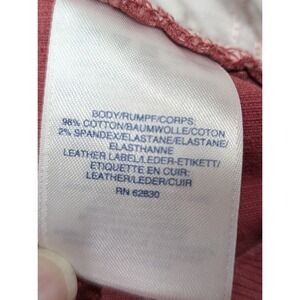 BODY/RUMPF/CORPS:
98% COTTON/BAUMWOLLE/COTON
2% SPANDEX/ELASTANE/ELASTAN/
ELASTHANNE
LEATHER LABEL/LEDER-ETIKETT/
ETIQUETTE EN CUIR:
LEATHER/LEDER/CUIR
RN 62830